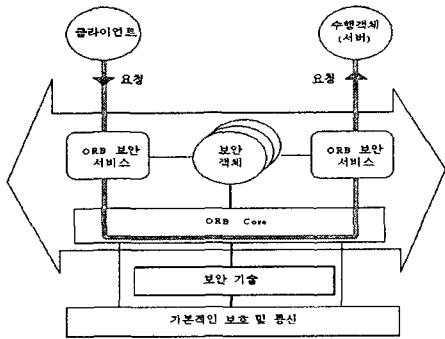 클라이언트
수행객체
(서버)
요청
요청
ORB 보안
서비스
보안
객체
ORB 보안
서비스
ORB Core
보안 기술
기본적인 보호 및 통신